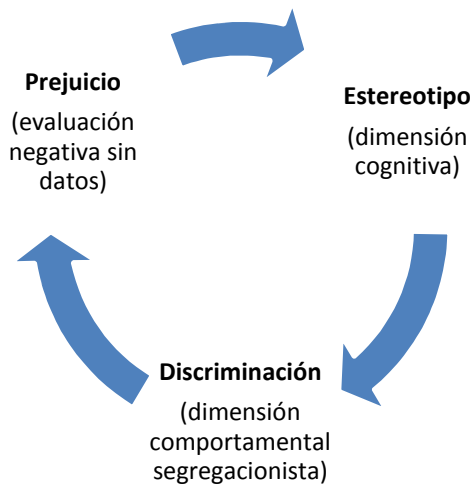 Prejuicio
(evaluación
negativa sin
datos)
Estereotipo
(dimensión
cognitiva)
Discriminación
(dimensión
comportamental
segregacionista)